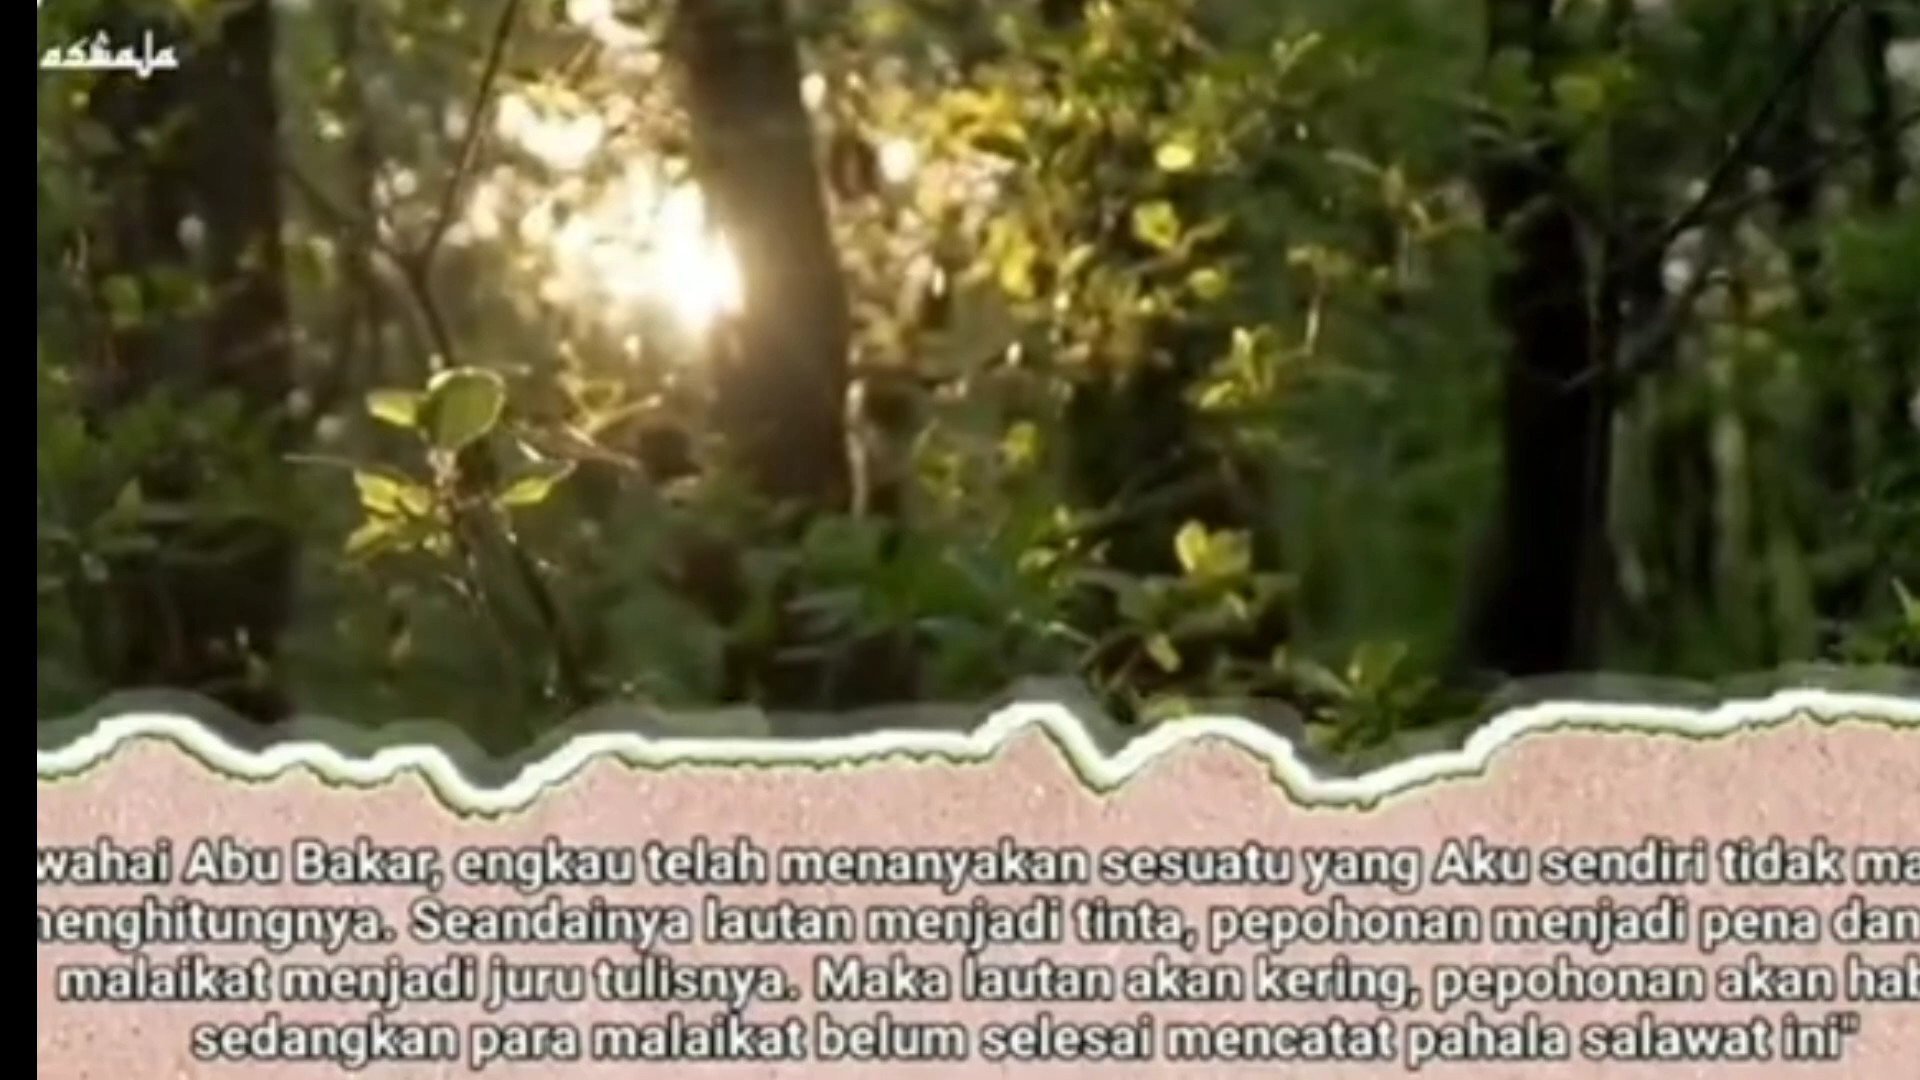 aswaja
wahai Abu Bakar, engkau telah menanyakan sesuatu yang Aku sendiri tidak
menghitungnya. Seandainya lautan menjadi tinta, pepohonan menjadi pena dan
malaikat menjadi juru tulisnya. Maka lautan akan kering, pepohonan akan
sedangkan para malaikat belum selesai mencatat pahala salawat ini"